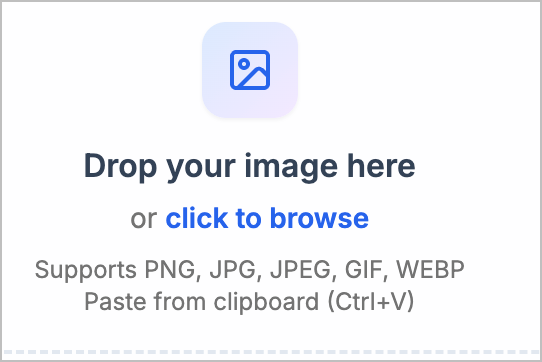 Drop your image here
or click to browse
Supports PNG, JPG, JPEG, GIF, WEBP
Paste from clipboard (Ctrl+V)